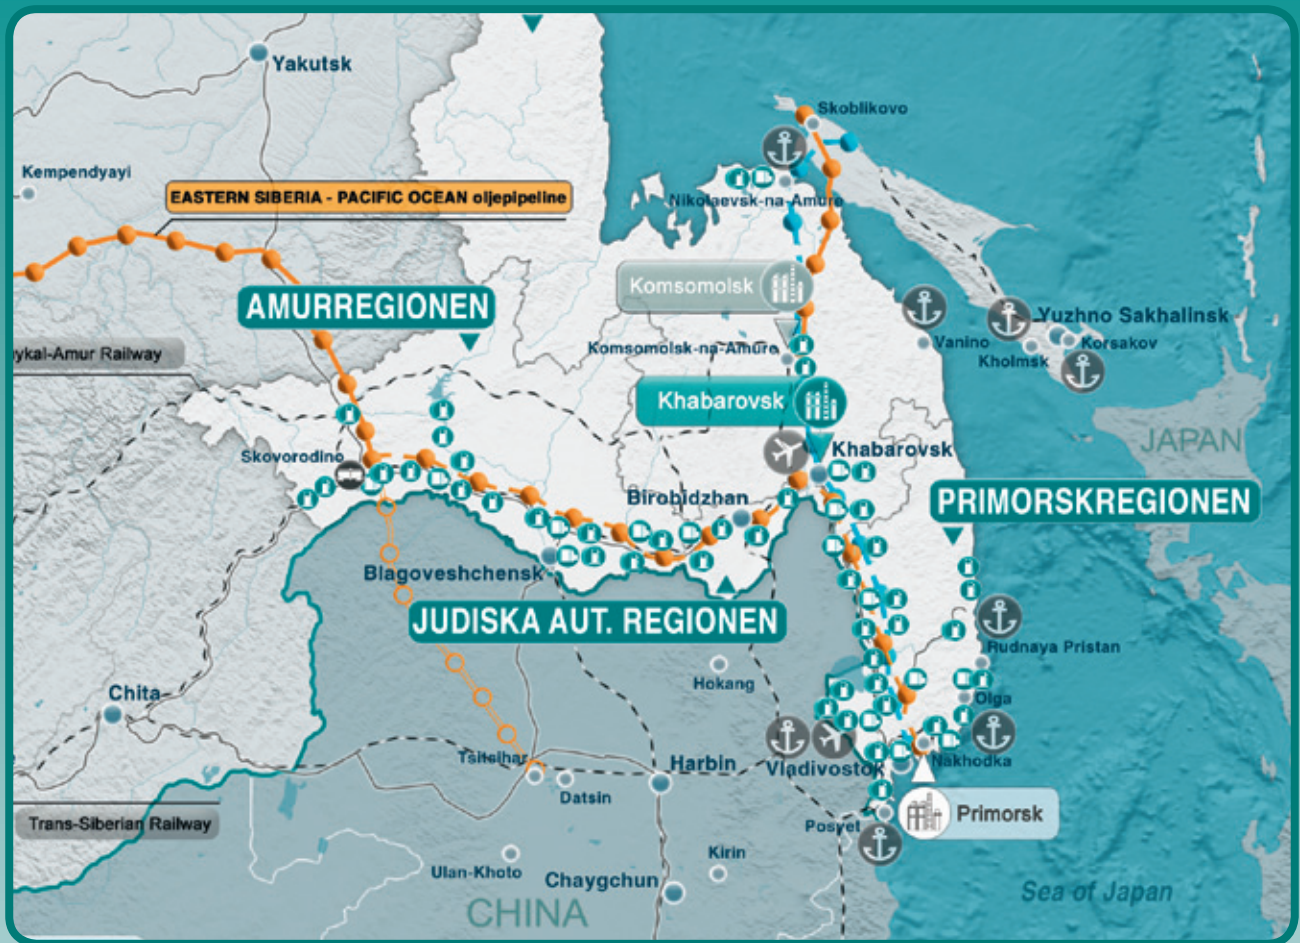 Yakutsk
Skoblikovo
Kempendyayi
EASTERN SIBERIA - PACIFIC OCEAN oljepipeline
Nikolaevsk-na-Amure
Komsomolsk
AMURREGIONEN
Yuzhno Sakhalinsk
Vanino
Korsakov
Kholmsk
ykal-Amur Railway
Komsomolsk-na-Amure
Khabarovsk
JAPAN
Khabarovsk
Skovorodino
Birobidzhan
PRIMORSKREGIONEN
Blagoveshchensk
JUDISKA AUT. REGIONEN
Rudnaya Pristan
Hokang
Chita
Olga
Tsitsihar
Harbin
Vladivostok
Nakhodka
Datsin
Trans-Siberian Railway
Primorsk
Posyet
Kirin
Ulan-Khoto
Chaygchun
Sea of Japan
CHINA